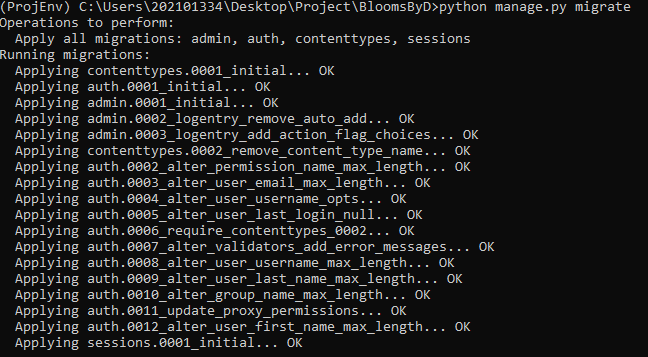 (ProjEnv) C:\Users\202101334\Desktop\Project\BloomsByD>python manage.py migrate
Operations to perform:
  Apply all migrations: admin, auth, contenttypes, sessions
Running migrations:
  Applying contenttypes.0001_initial... OK
  Applying auth.0001_initial... OK
  Applying admin.0001_initial... OK
  Applying admin.0002_logentry_remove_auto_add... OK
  Applying admin.0003_logentry_add_action_flag_choices... OK
  Applying contenttypes.0002_remove_content_type_name... OK
  Applying auth.0002_alter_permission_name_max_length... OK
  Applying auth.0003_alter_user_email_max_length... OK
  Applying auth.0004_alter_user_username_opts... OK
  Applying auth.0005_alter_user_last_login_null... OK
  Applying auth.0006_require_contenttypes_0002... OK
  Applying auth.0007_alter_validators_add_error_messages... OK
  Applying auth.0008_alter_user_username_max_length... OK
  Applying auth.0009_alter_user_last_name_max_length... OK
  Applying auth.0010_alter_group_name_max_length... OK
  Applying auth.0011_update_proxy_permissions... OK
  Applying auth.0012_alter_user_first_name_max_length... OK
  Applying sessions.0001_initial... OK